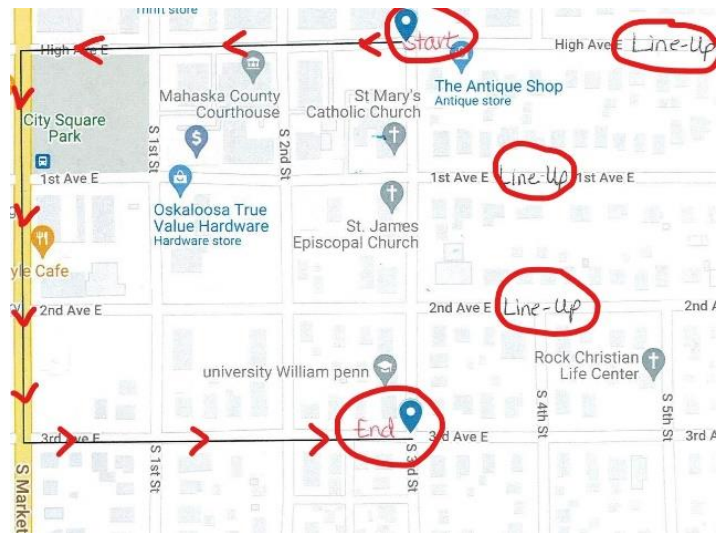 Thrift store
High Ave E
Start
High Ave E
Line-Up
The Antique Shop
Antique store
Mahaska County
Courthouse
St Mary's
Catholic Church
City Square
Park
S 1st St
S 2nd St
1st Ave E
1st Ave E
Line-Up
1st Ave E
Oskaloosa True
Value Hardware
Hardware store
St. James
Episcopal Church
yle Cafe
2nd Ave E
2nd Ave E
Line-Up
2nd A
university William penn
Rock Christian
Life Center
End
3rd Ave E
3rd Ave E
3rd A
S Market
S 1st St
S 3rd St
S 4th St
S 5th St